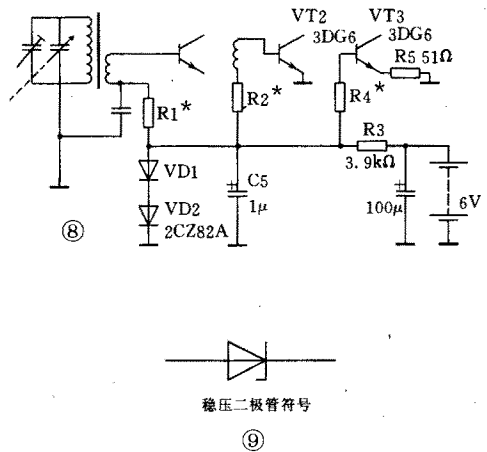 VT2
3DG6
VT3
3DG6
R5 51Ω
R1*
R2*
R4*
R3
3.9kΩ
VD1
C5
1μ
100μ
6V
VD2
2CZ82A
⑧
稳压二极管符号
⑨